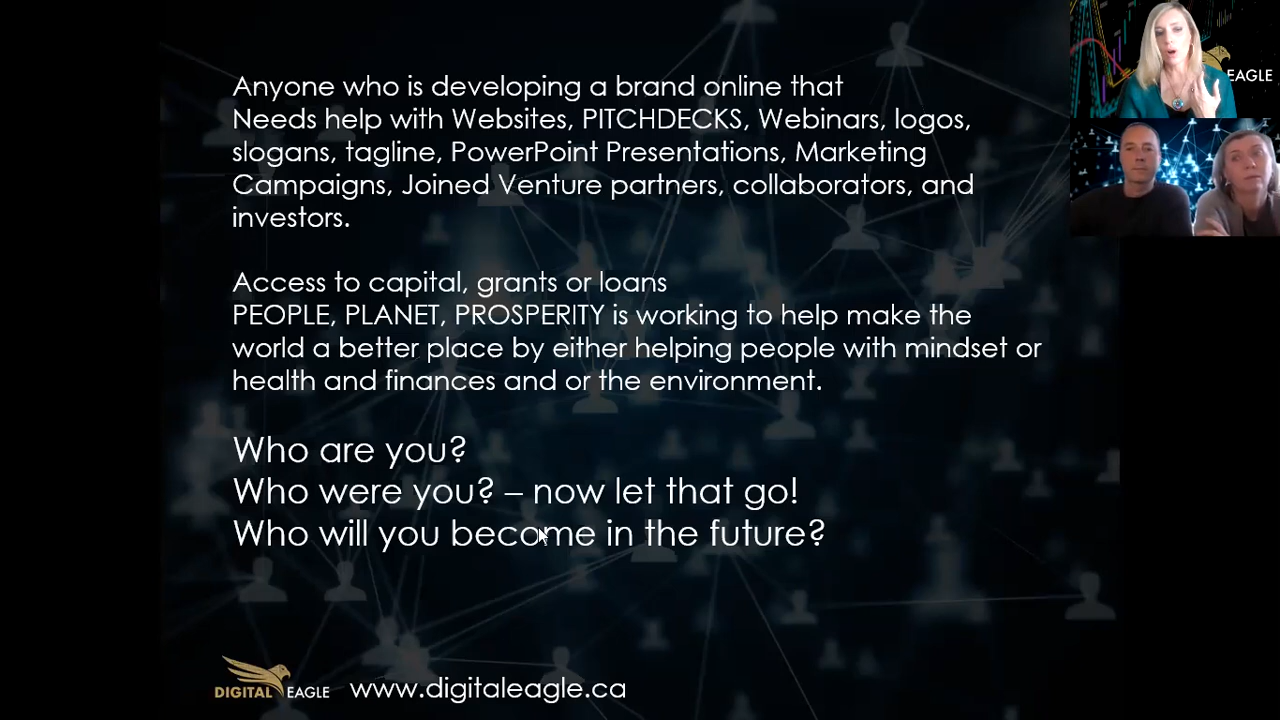 Anyone who is developing a brand online that
Needs help with Websites, PITCHDECKS, Webinars, logos,
slogans, tagline, PowerPoint Presentations, Marketing
Campaigns, Joined Venture partners, collaborators, and
investors.
Access to capital, grants or loans
PEOPLE, PLANET, PROSPERITY is working to help make the
world a better place by either helping people with mindset or
health and finances and or the environment.
Who are you?
Who were you? – now let that go!
Who will you become in the future?
DIGITAL EAGLE www.digitaleagle.ca
EAGLE